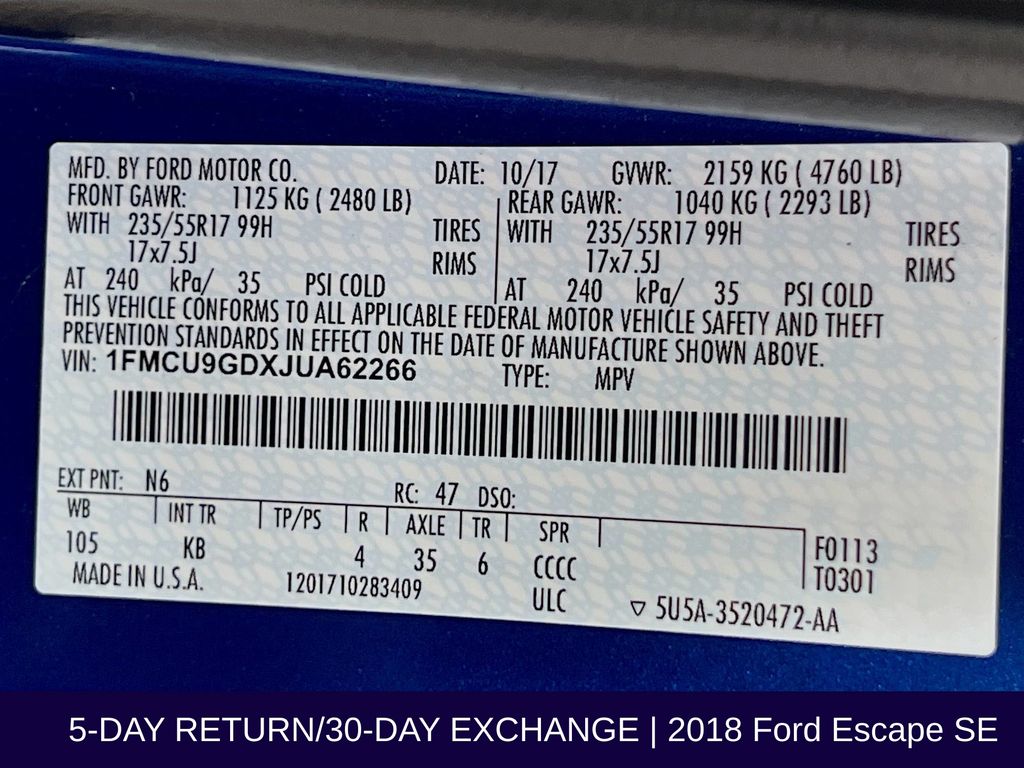 MFD. BY FORD MOTOR CO. DATE: 10/17 GVWR: 2159 KG ( 4760 LB)
FRONT GAWR: 1125 KG ( 2480 LB) REAR GAWR: 1040 KG ( 2293 LB)
WITH 235/55R17 99H TIRES WITH 235/55R17 99H TIRES
17x7.5J RIMS 17x7.5J RIMS
AT 240 kPa/ 35 PSI COLD AT 240 kPa/ 35 PSI COLD
THIS VEHICLE CONFORMS TO ALL APPLICABLE FEDERAL MOTOR VEHICLE SAFETY AND THEFT
PREVENTION STANDARDS IN EFFECT ON THE DATE OF MANUFACTURE SHOWN ABOVE.
VIN: 1FMCU9GDXJUA62266 TYPE: MPV
EXT PNT: N6 RC: 47 DSO:
WB INT TR TP/PS R AXLE TR SPR
105 KB 4 35 6 CCCC F0113
MADE IN U.S.A. 1201710283409 ULC T0301
▽ 5U5A-3520472-AA
5-DAY RETURN/30-DAY EXCHANGE | 2018 Ford Escape SE